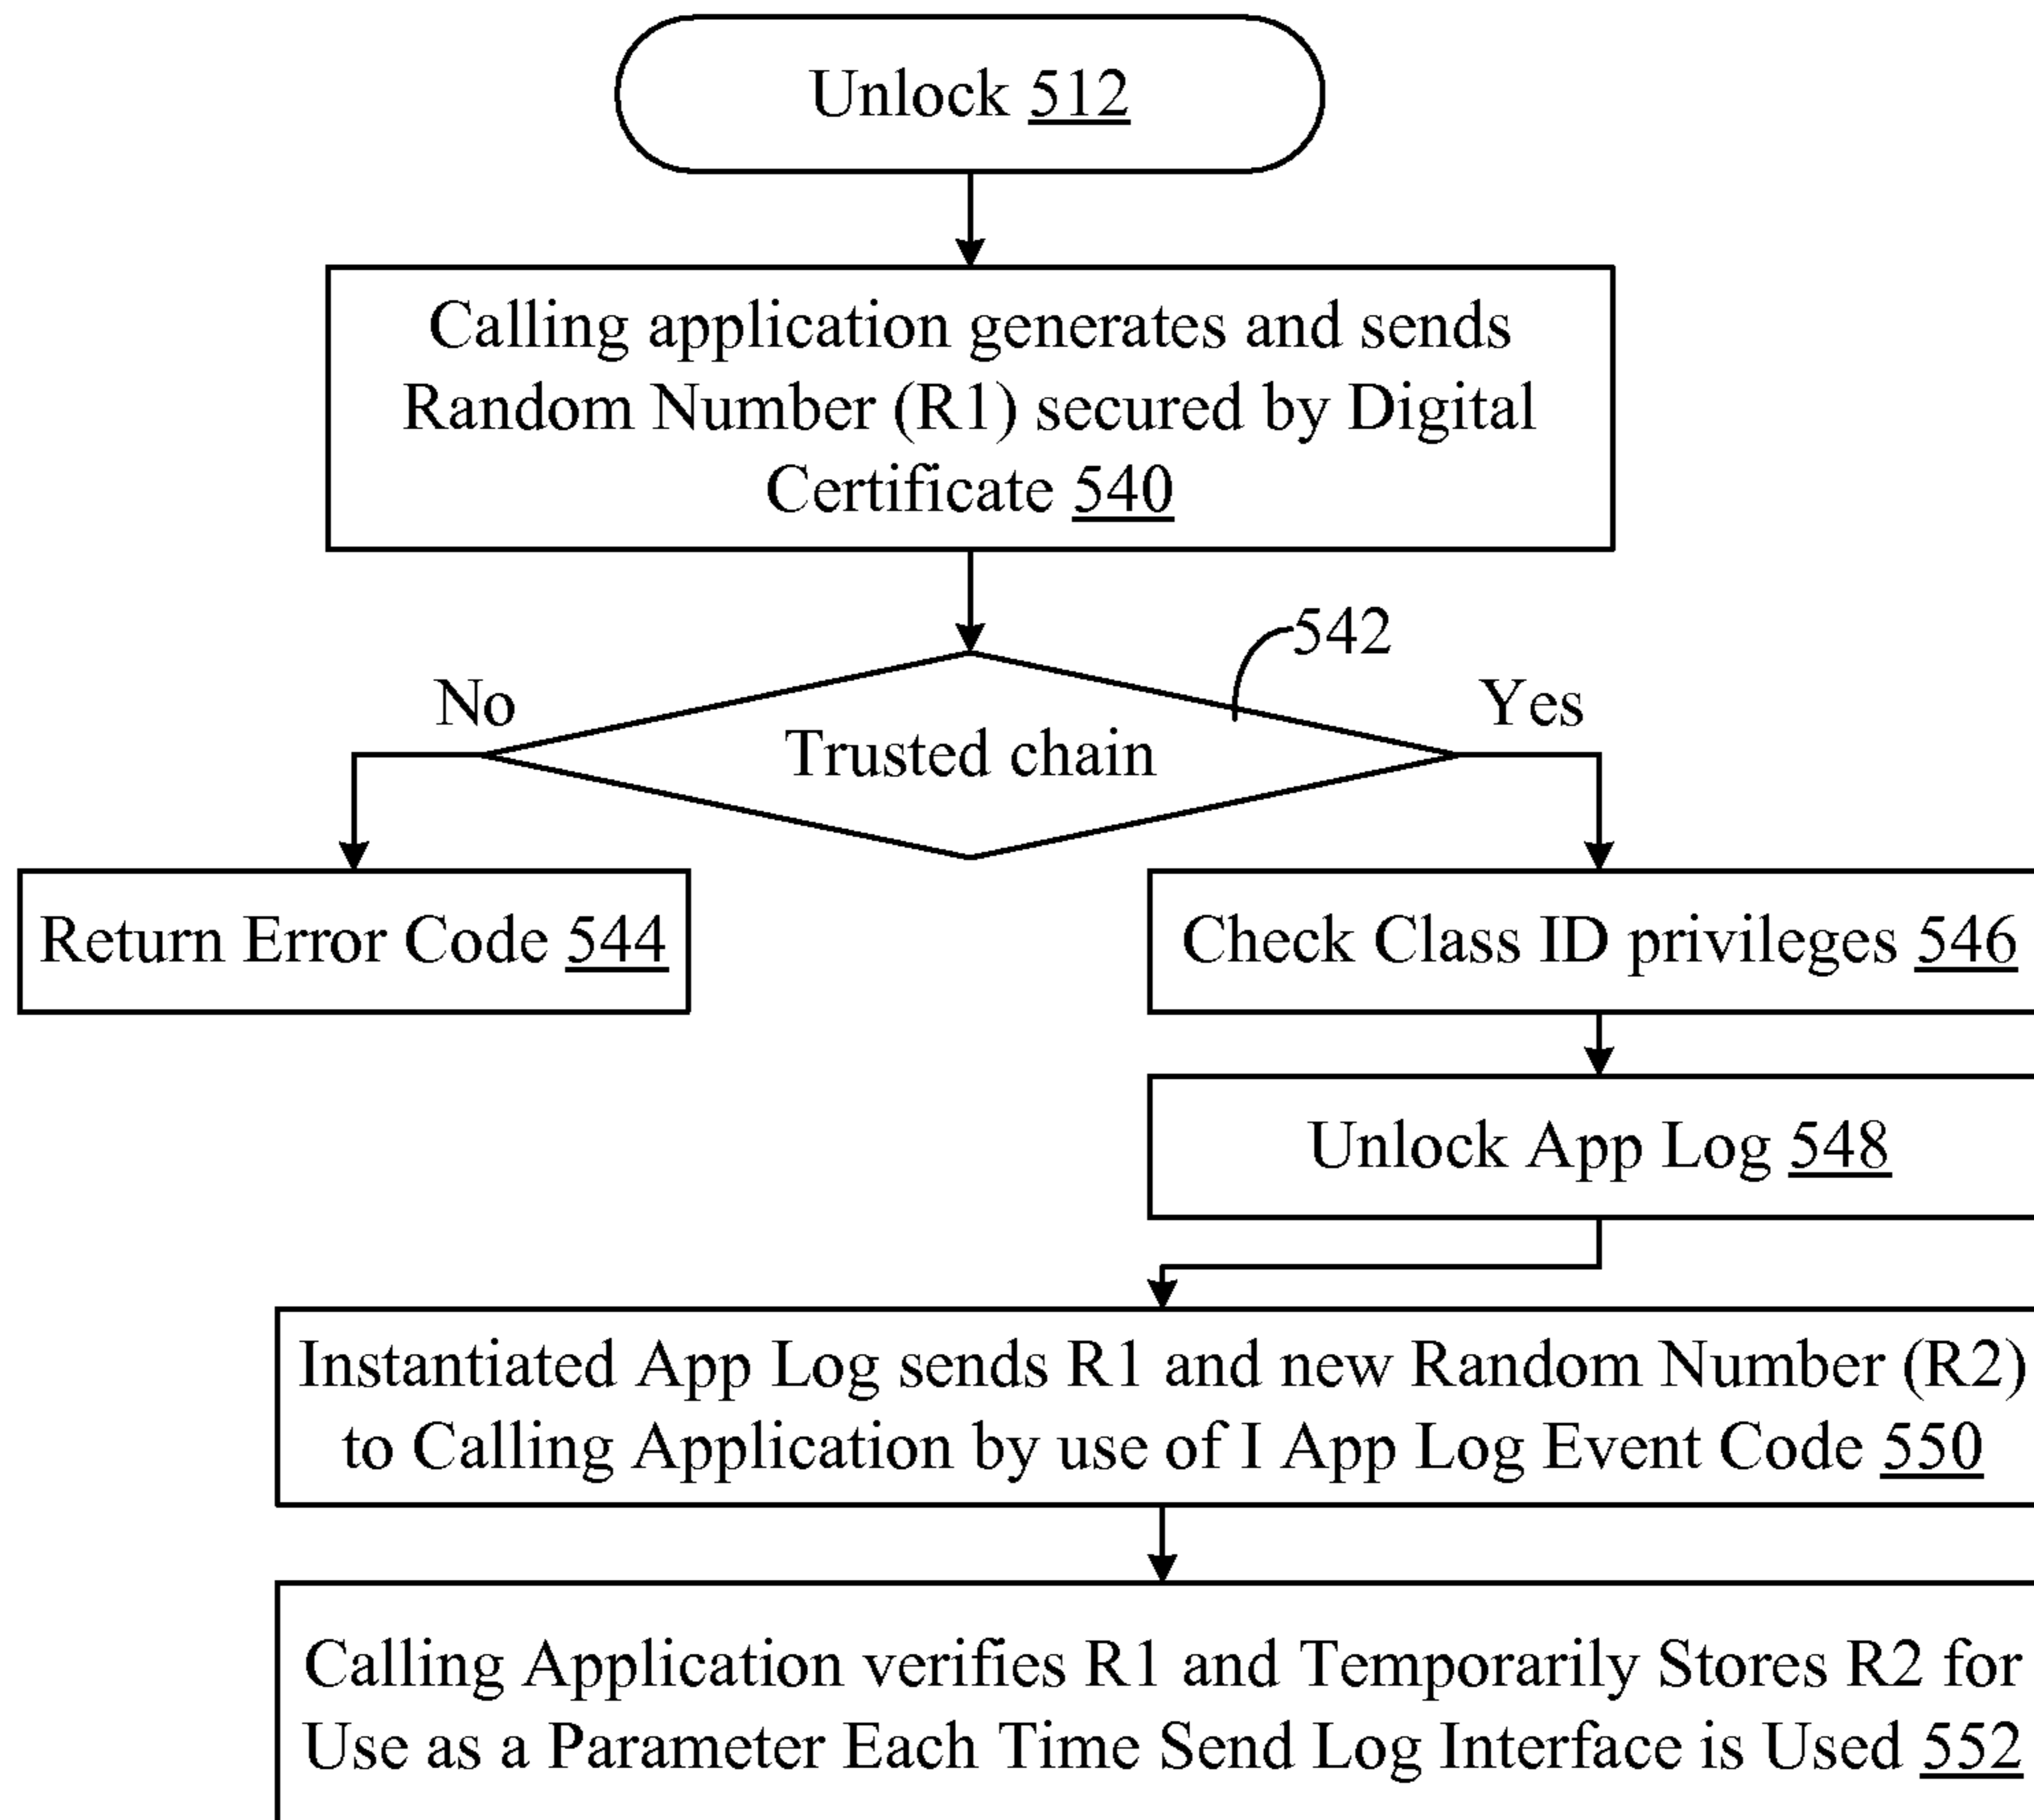 Unlock 512
Calling application generates and sends
Random Number (R1) secured by Digital
Certificate 540
542
No
Yes
Trusted chain
Return Error Code 544
Check Class ID privileges 546
Unlock App Log 548
Instantiated App Log sends R1 and new Random Number (R2)
to Calling Application by use of I App Log Event Code 550
Calling Application verifies R1 and Temporarily Stores R2 for
Use as a Parameter Each Time Send Log Interface is Used 552